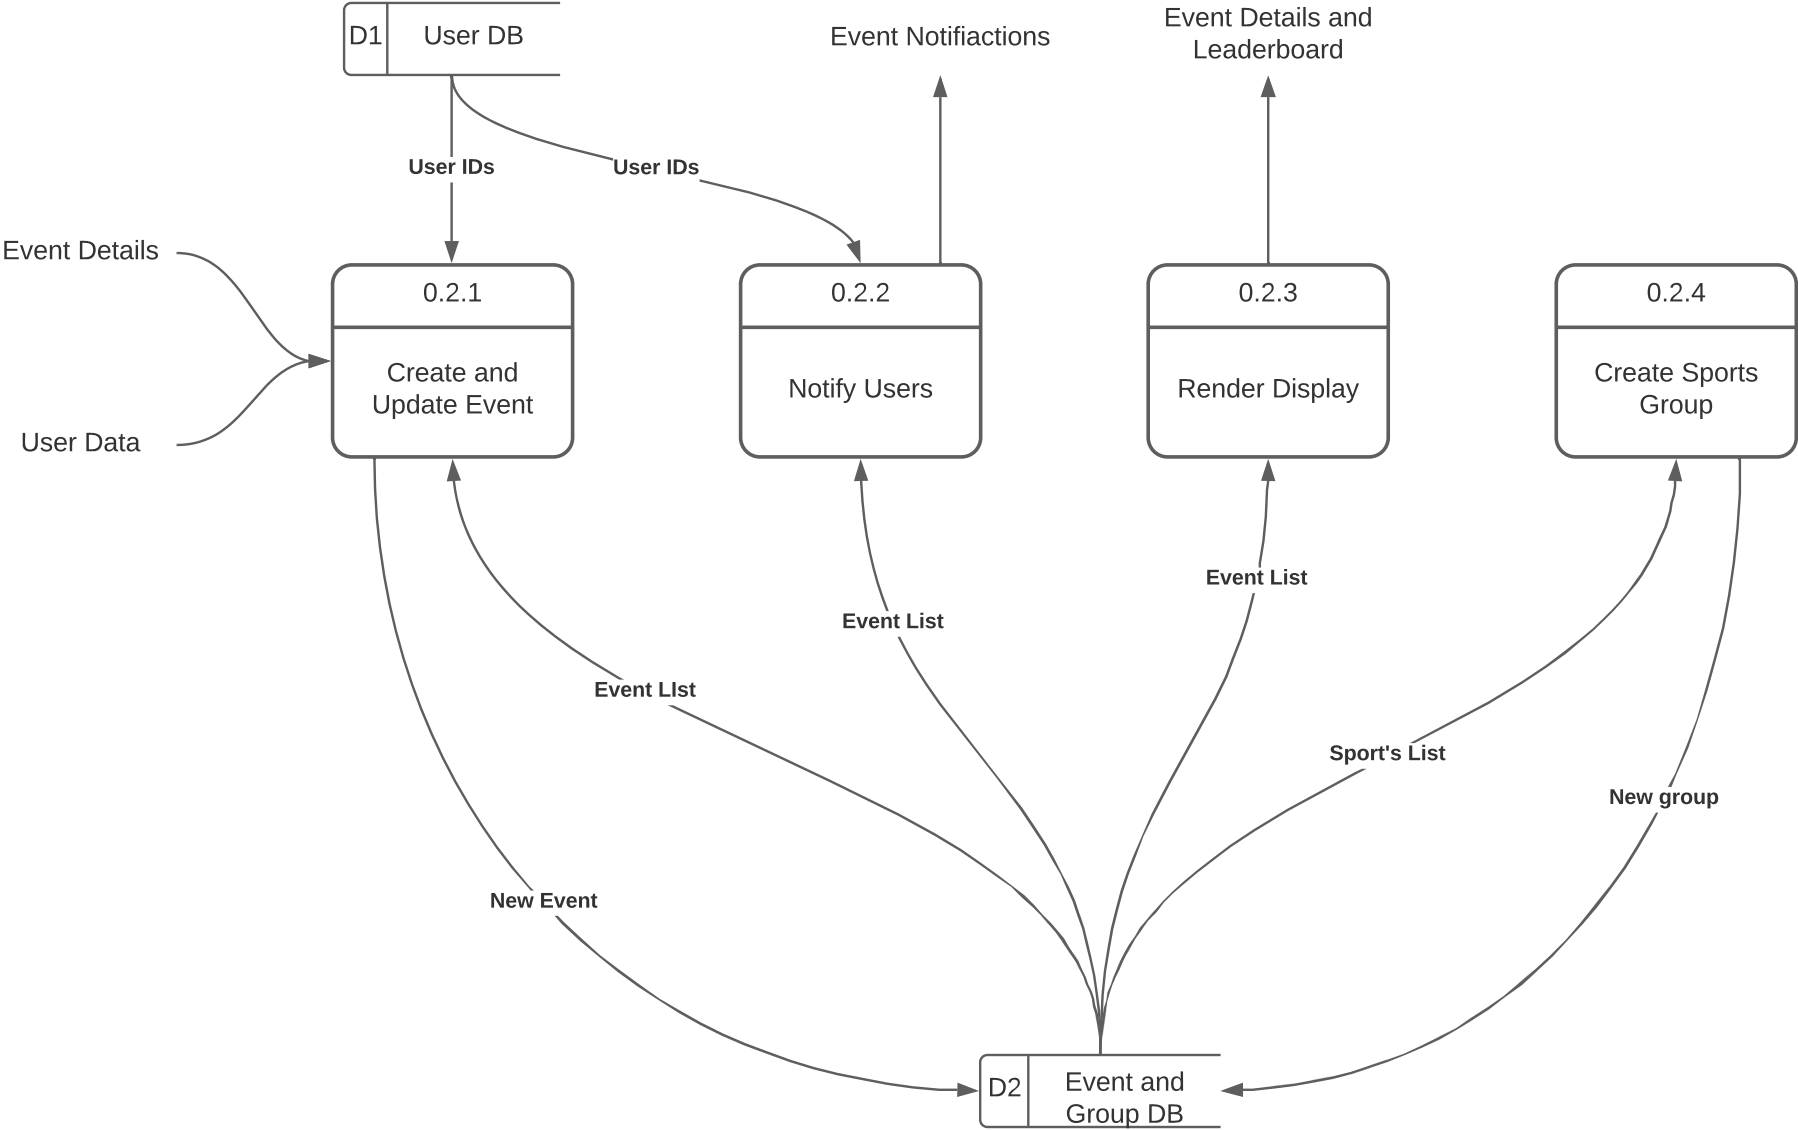 D1
User DB
Event Notifiactions
Event Details and
Leaderboard
User IDs
User IDs
Event Details
User Data
0.2.1
Create and
Update Event
0.2.2
Notify Users
0.2.3
Render Display
0.2.4
Create Sports
Group
Event List
Event List
Event LIst
Sport's List
New group
New Event
D2
Event and
Group DB